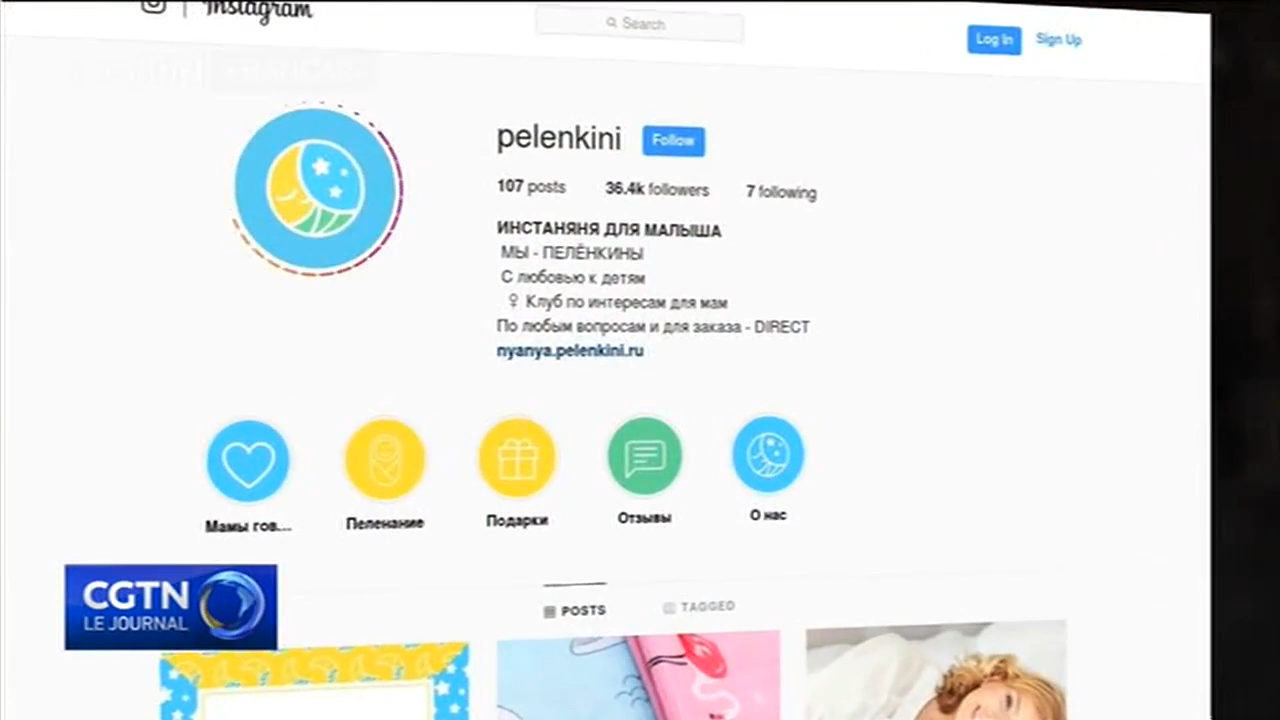 Instagram
Search
Log In
Sign Up
pelenkini
Follow
107 posts
36.4k followers
7 following
ИНСТАНЯНЯ ДЛЯ МАЛЫША
МЫ - ПЕЛЁНКИНЫ
С любовью к детям
♀ Клуб по интересам для мам
По любым вопросам и для заказа - DIRECT
nyanya.pelenkini.ru
Мамы гов...
Пеленание
Подарки
Отзывы
О нас
CGTN
LE JOURNAL
POSTS
TAGGED